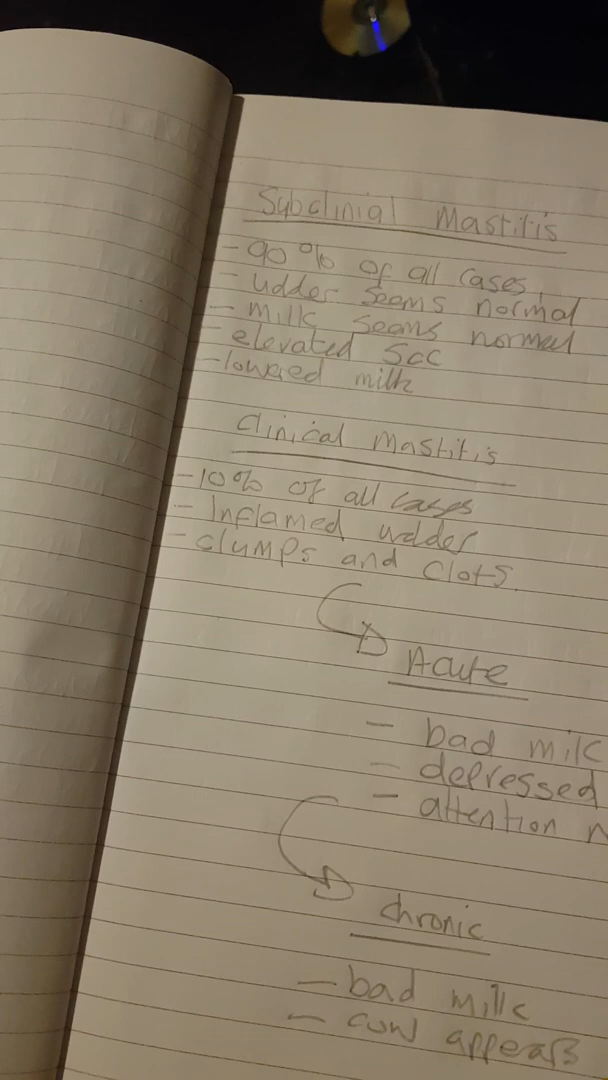 Subclinial Mastitis
- 90% of all cases
- udder seems normal
- milk seams normal
- elevated Scc
- lowered milk
Clinical mastitis
- 10% of all cases
- Inflamed udder
- clumps and clots
Acute
- bad milk
- depressed
- attention n
Chronic
- bad milk
- cow appears